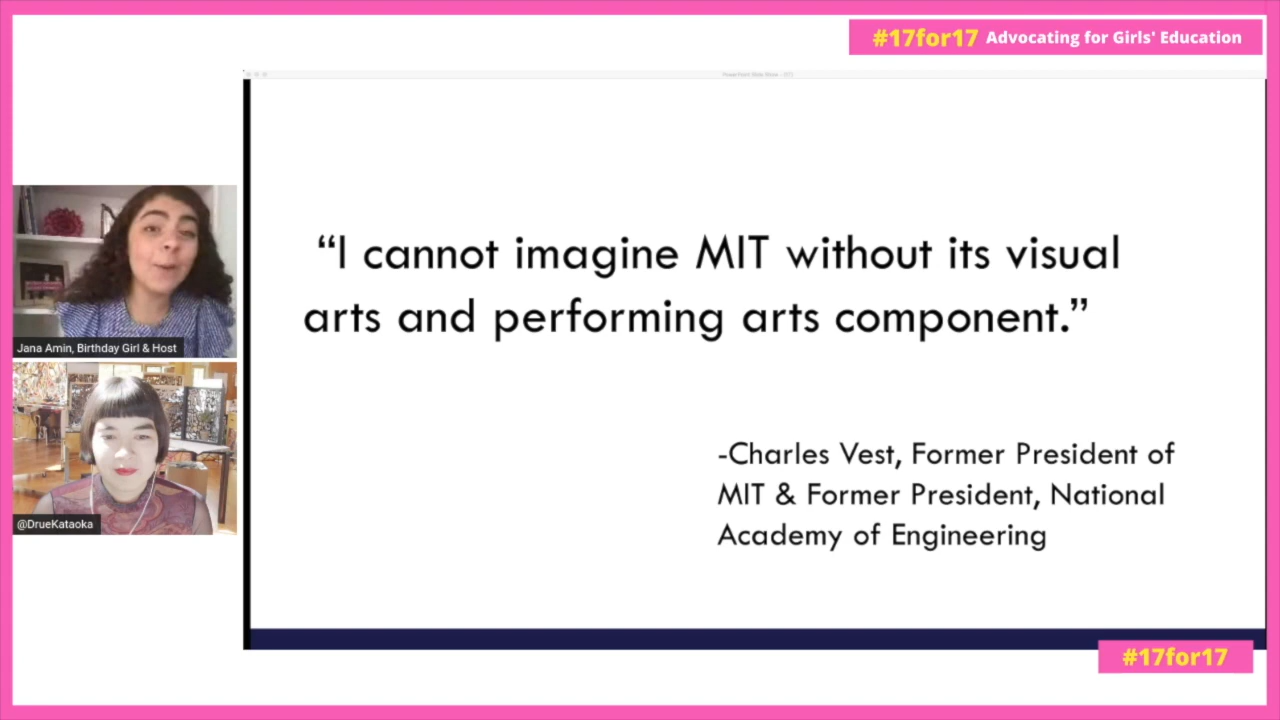 #17for17 Advocating for Girls' Education
“I cannot imagine MIT without its visual
arts and performing arts component.”
-Charles Vest, Former President of
MIT & Former President, National
Academy of Engineering
Jana Amin, Birthday Girl & Host
@DrueKataoka
#17for17